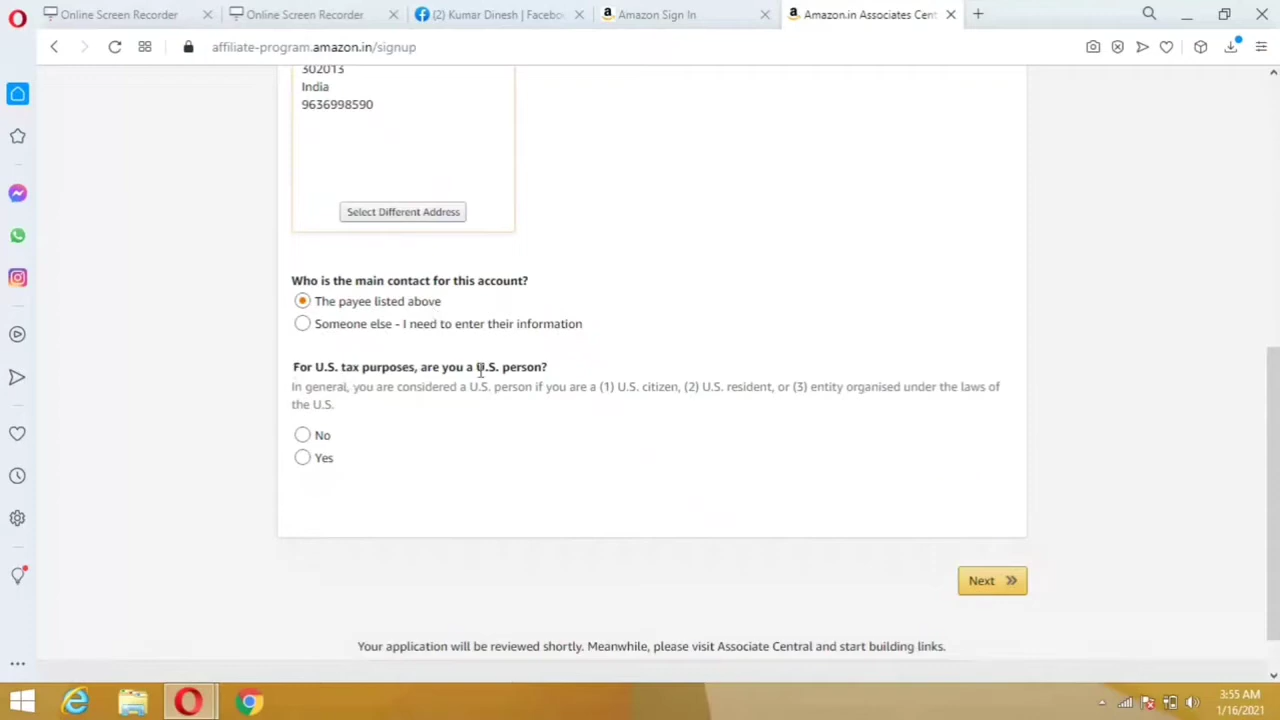 Online Screen Recorder
Online Screen Recorder
(2) Kumar Dinesh | Facebo
Amazon Sign In
Amazon.in Associates Cent
affiliate-program.amazon.in/signup
302013
India
9636998590
Select Different Address
Who is the main contact for this account?
The payee listed above
Someone else - I need to enter their information
For U.S. tax purposes, are you a U.S. person?
In general, you are considered a U.S. person if you are a (1) U.S. citizen, (2) U.S. resident, or (3) entity organised under the laws of
the U.S.
No
Yes
Next
Your application will be reviewed shortly. Meanwhile, please visit Associate Central and start building links.
3:55 AM
1/16/2021